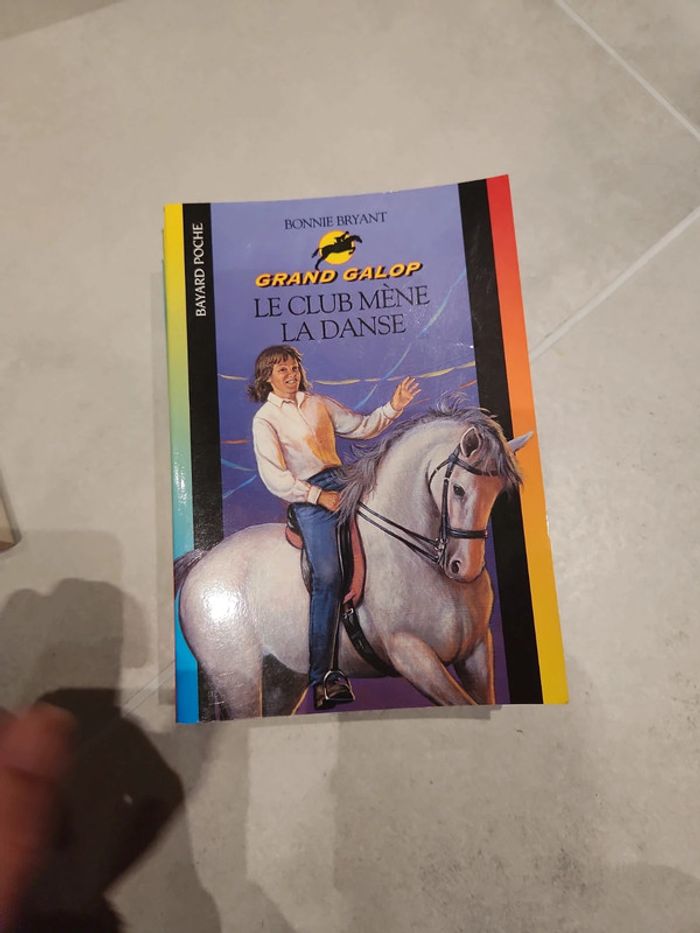 BONNIE BRYANT
GRAND GALOP
LE CLUB MÈNE
LA DANSE
BAYARD POCHE